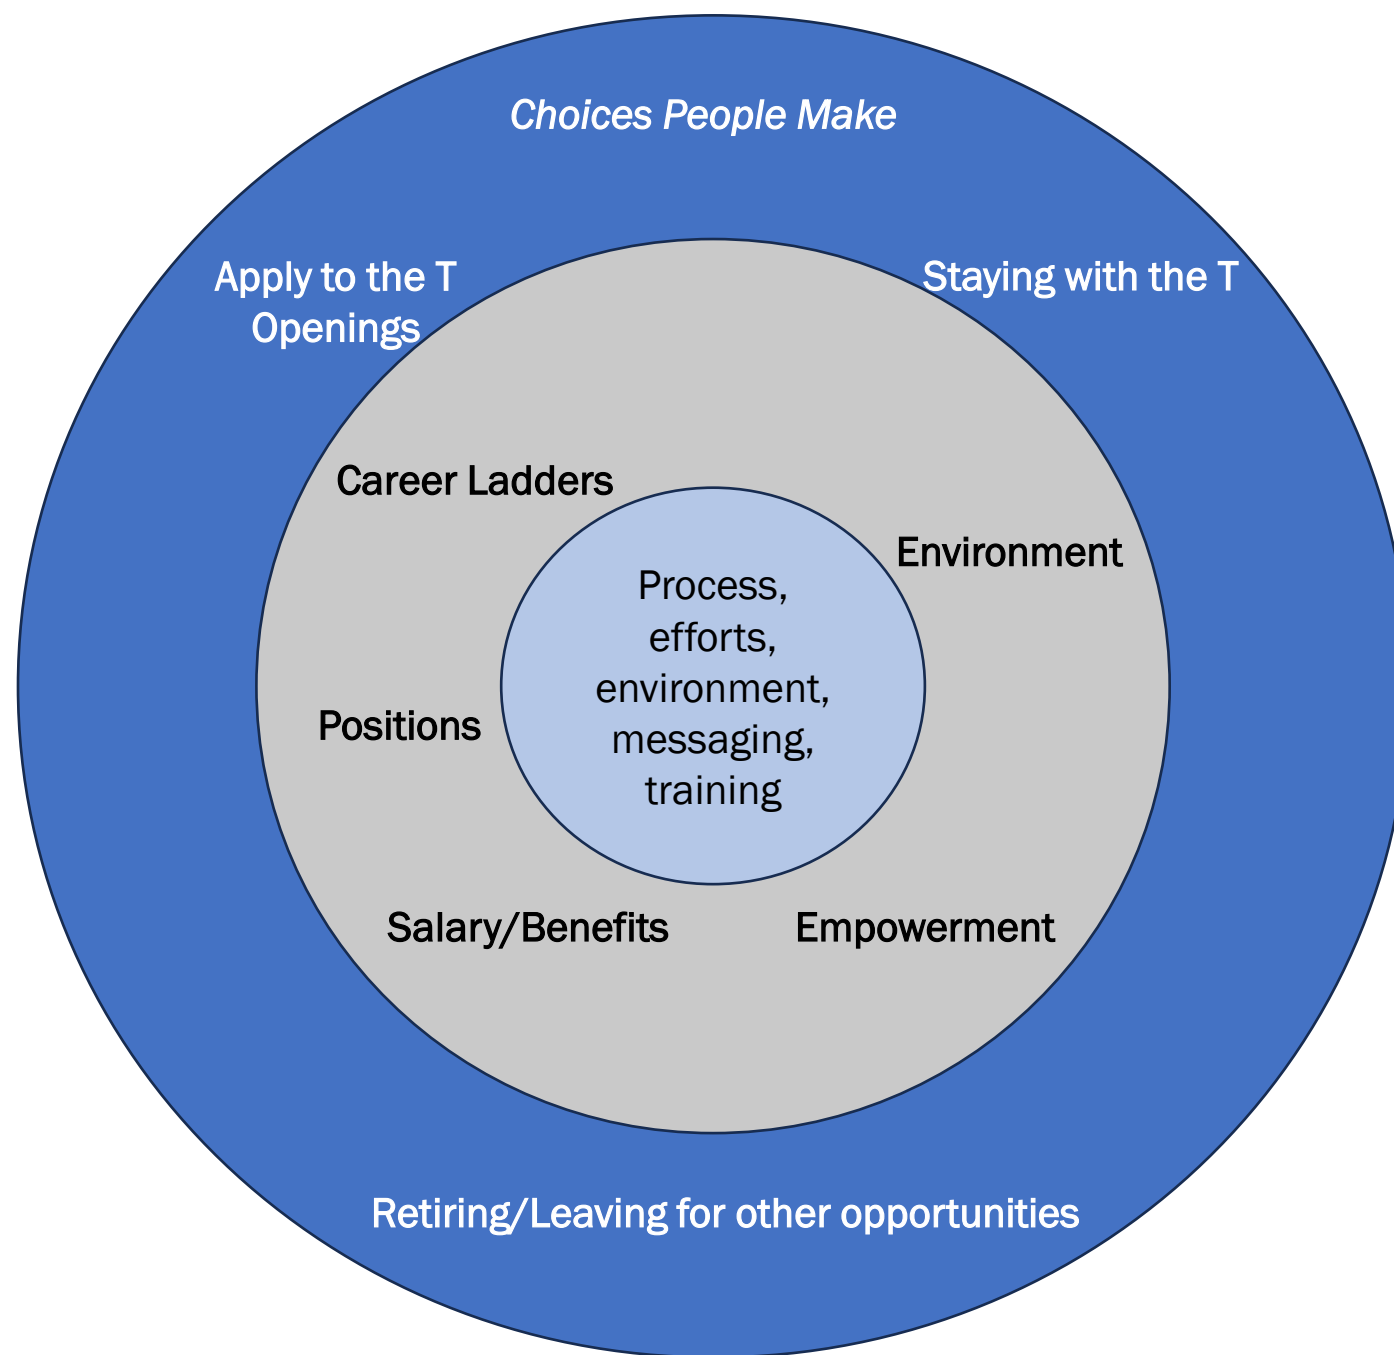 Choices People Make
Apply to the T
Openings
Staying with the T
Career Ladders
Environment
Process,
efforts,
environment,
messaging,
training
Positions
Salary/Benefits
Empowerment
Retiring/Leaving for other opportunities